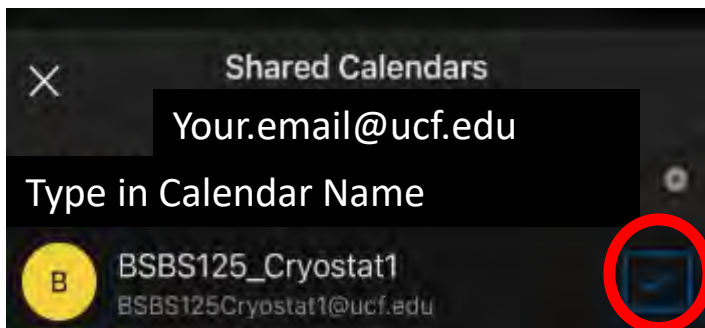 Shared Calendars
Your.email@ucf.edu
Type in Calendar Name
B
BSBS125_Cryostat1
BSBS125Cryostat1@ucf.edu